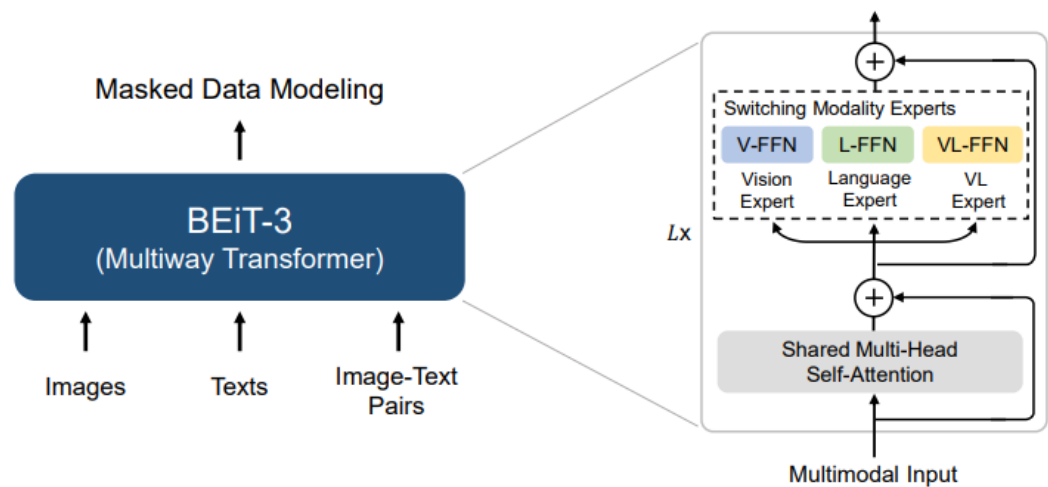 Masked Data Modeling
BEiT-3
(Multiway Transformer)
Images
Texts
Image-Text
Pairs
Lx
+
Switching Modality Experts
V-FFN
L-FFN
VL-FFN
Vision
Expert
Language
Expert
VL
Expert
+
Shared Multi-Head
Self-Attention
Multimodal Input